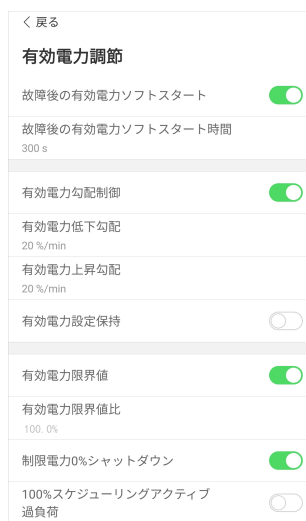 戻る
有効電力調節
故障後の有効電力ソフトスタート
故障後の有効電力ソフトスタート時間
300 s
有効電力勾配制御
有効電力低下勾配
20 %/min
有効電力上昇勾配
20 %/min
有効電力設定保持
有効電力限界値
有効電力限界値比
100. 0%
制限電力0%シャットダウン
100%スケジューリングアクティブ
過負荷